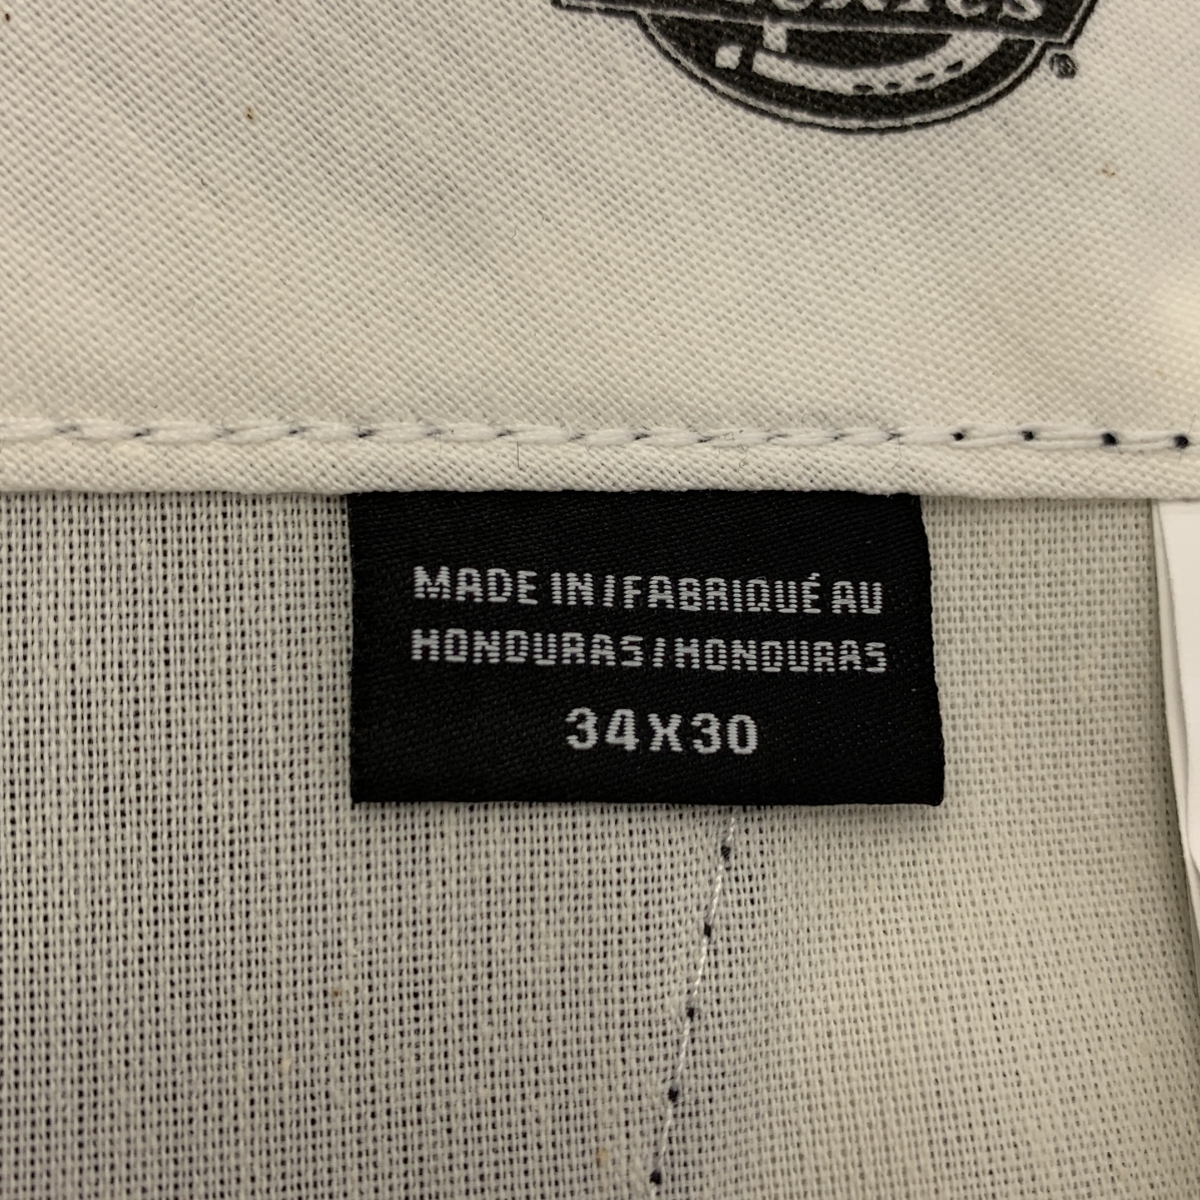 ®
MADE IN/FABRIQUÉ AU
HONDURAS/HONDURAS
34X30